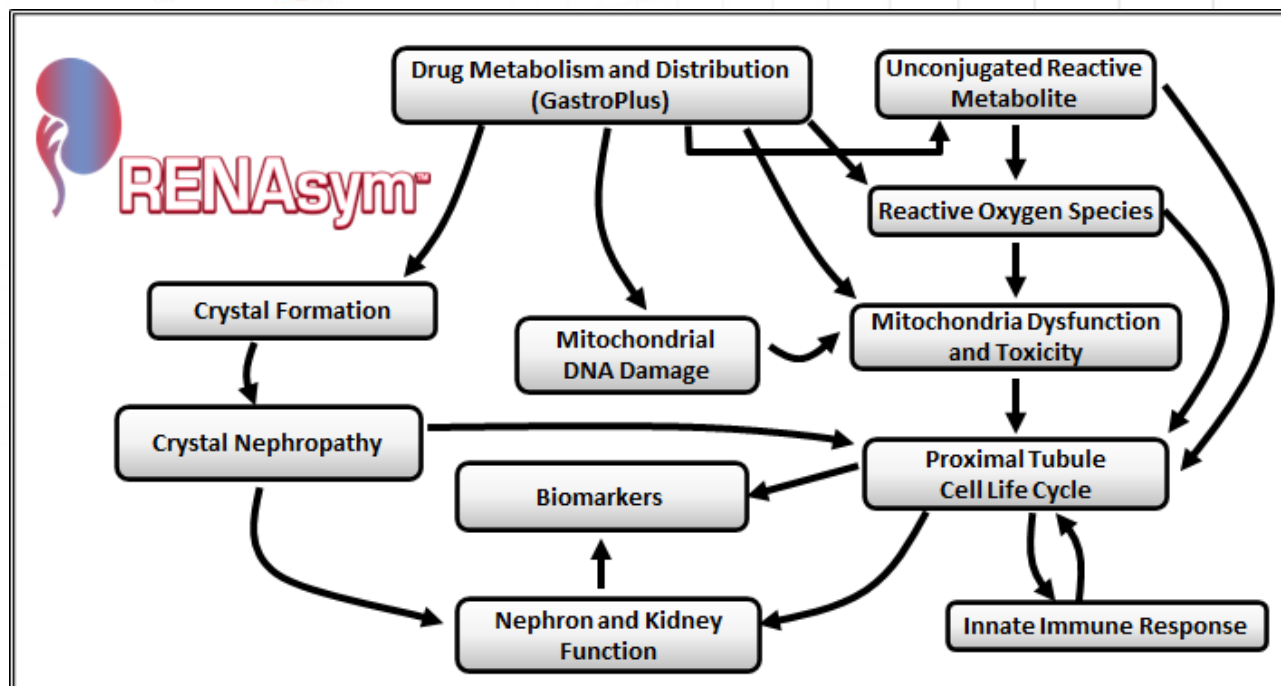 Drug Metabolism and Distribution
(GastroPlus)
Unconjugated Reactive
Metabolite
RENAsym™
Reactive Oxygen Species
Crystal Formation
Mitochondrial
DNA Damage
Mitochondria Dysfunction
and Toxicity
Crystal Nephropathy
Proximal Tubule
Cell Life Cycle
Biomarkers
Nephron and Kidney
Function
Innate Immune Response